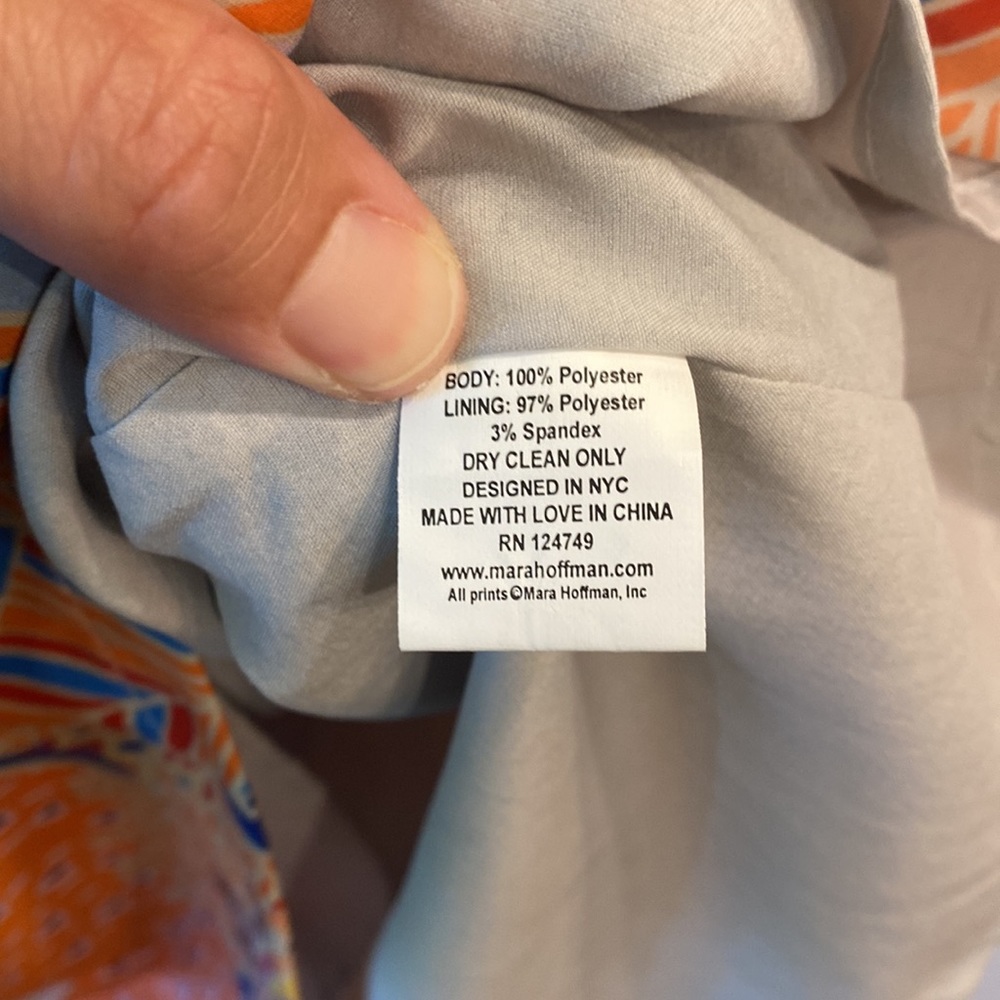 BODY: 100% Polyester
LINING: 97% Polyester
3% Spandex
DRY CLEAN ONLY
DESIGNED IN NYC
MADE WITH LOVE IN CHINA
RN 124749
www.marahoffman.com
All prints ©Mara Hoffman, Inc